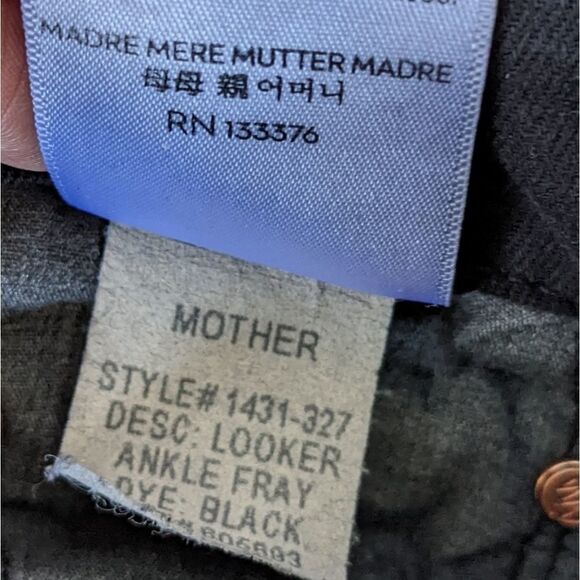 MADRE MERE MUTTER MADRE
母母 親 어머니
RN 133376
MOTHER
STYLE# 1431-327
DESC: LOOKER
ANKLE FRAY
DYE: BLACK